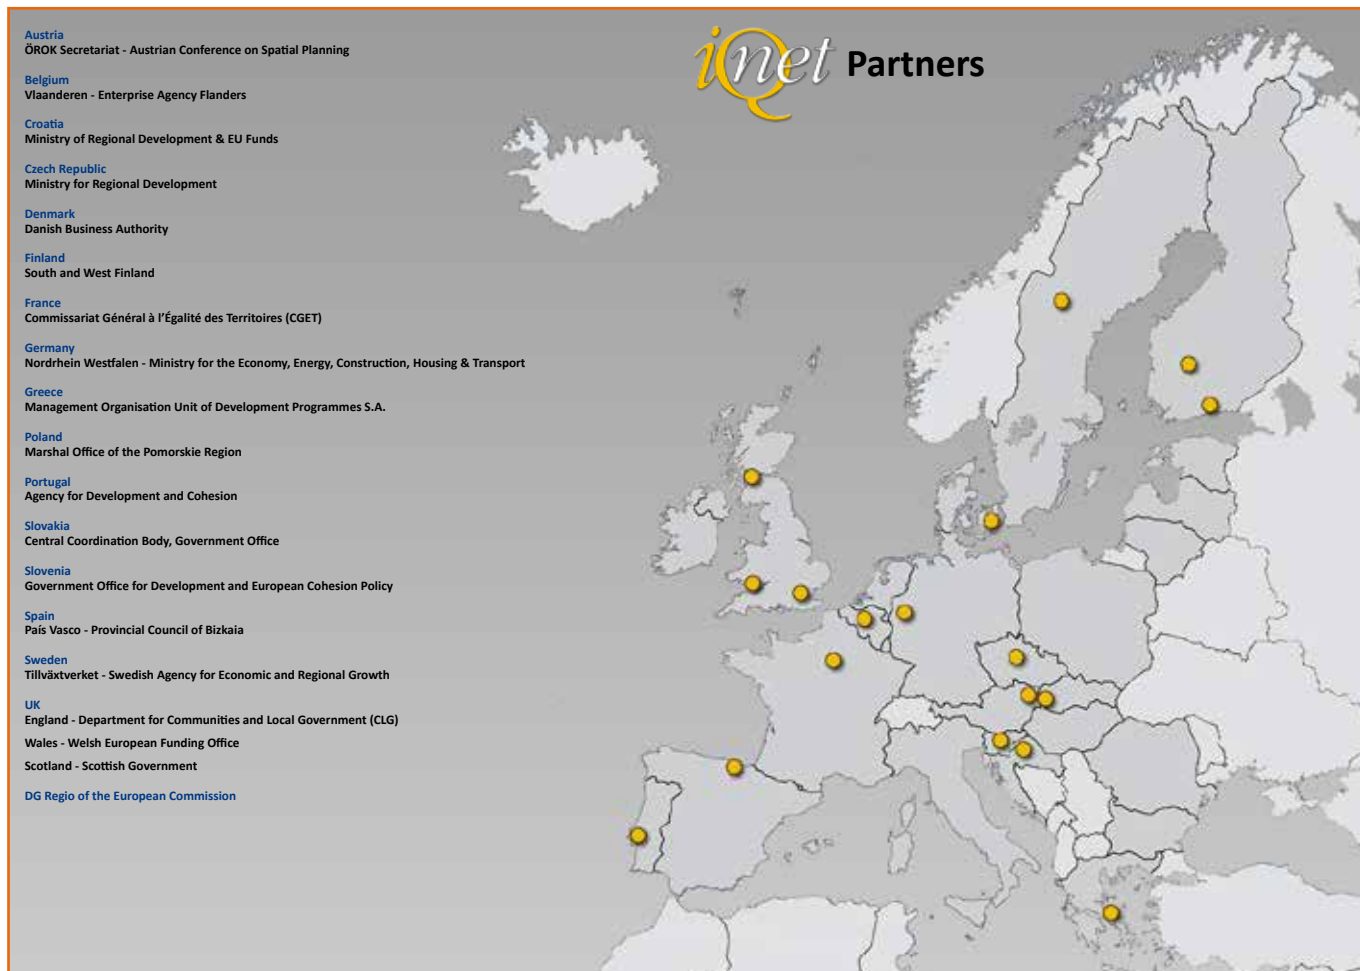 iQnet Partners
Austria
ÖROK Secretariat - Austrian Conference on Spatial Planning
Belgium
Vlaanderen - Enterprise Agency Flanders
Croatia
Ministry of Regional Development & EU Funds
Czech Republic
Ministry for Regional Development
Denmark
Danish Business Authority
Finland
South and West Finland
France
Commissariat Général à l’Égalité des Territoires (CGET)
Germany
Nordrhein Westfalen - Ministry for the Economy, Energy, Construction, Housing & Transport
Greece
Management Organisation Unit of Development Programmes S.A.
Poland
Marshal Office of the Pomorskie Region
Portugal
Agency for Development and Cohesion
Slovakia
Central Coordination Body, Government Office
Slovenia
Government Office for Development and European Cohesion Policy
Spain
País Vasco - Provincial Council of Bizkaia
Sweden
Tillväxtverket - Swedish Agency for Economic and Regional Growth
UK
England - Department for Communities and Local Government (CLG)
Wales - Welsh European Funding Office
Scotland - Scottish Government
DG Regio of the European Commission